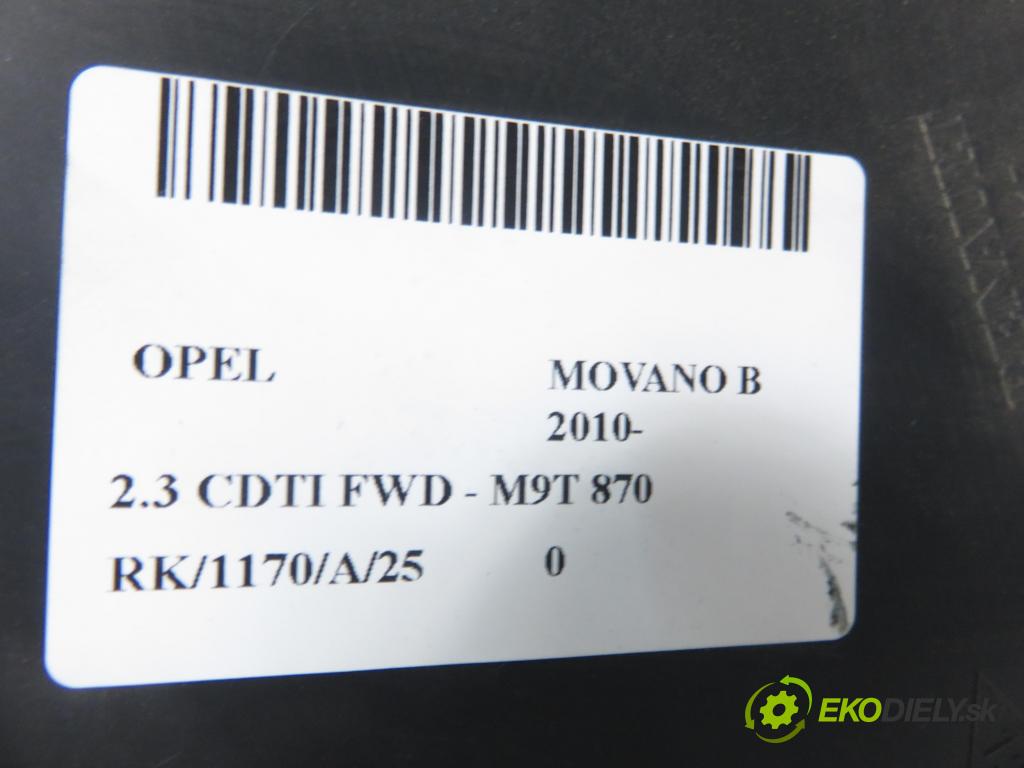 OPEL MOVANO B
2010-
2.3 CDTI FWD - M9T 870
RK/1170/A/25 0
EKODIELY.sk